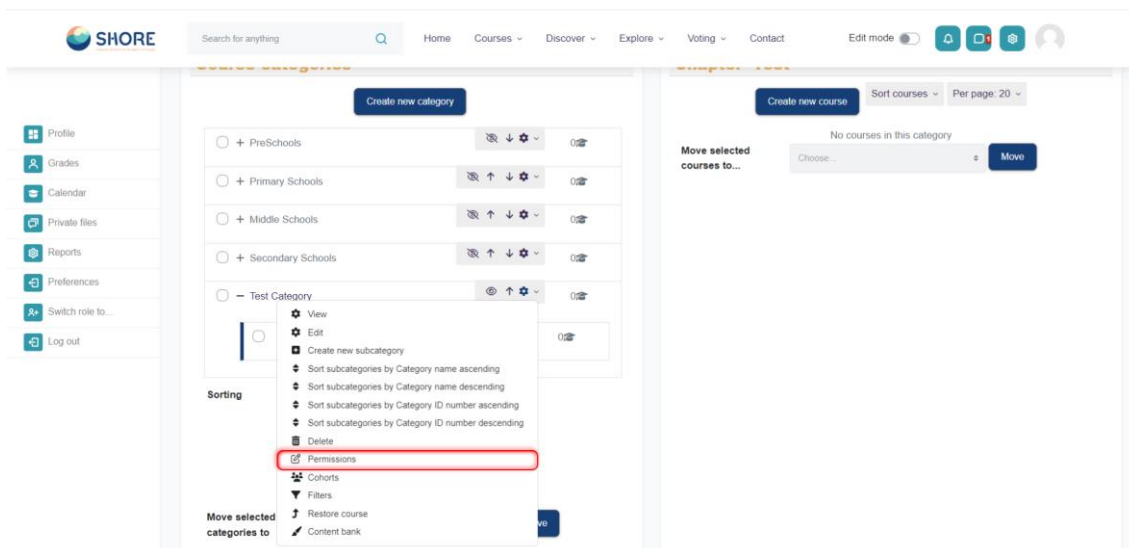 SHORE
Search for anything
Home
Courses
Discover
Explore
Voting
Contact
Edit mode
Course categories
Chapter Test
Create new category
Create new course
Sort courses
Per page: 20
No courses in this category
Move selected courses to...
Choose...
Move
Profile
Grades
Calendar
Private files
Reports
Preferences
Switch role to...
Log out
PreSchools
0
Primary Schools
0
Middle Schools
0
Secondary Schools
0
Test Category
0
0
View
Edit
Create new subcategory
Sort subcategories by Category name ascending
Sort subcategories by Category name descending
Sort subcategories by Category ID number ascending
Sort subcategories by Category ID number descending
Delete
Permissions
Cohorts
Filters
Restore course
Content bank
Sorting
Move selected
categories to
ve